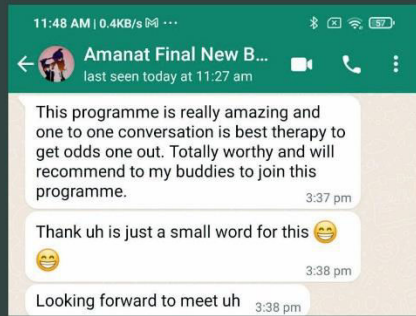 11:48 AM | 0.4KB/s ···
57
Amanat Final New B...
last seen today at 11:27 am
This programme is really amazing and
one to one conversation is best therapy to
get odds one out. Totally worthy and will
recommend to my buddies to join this
programme.
3:37 pm
Thank uh is just a small word for this 😁
😁
3:38 pm
Looking forward to meet uh 3:38 pm